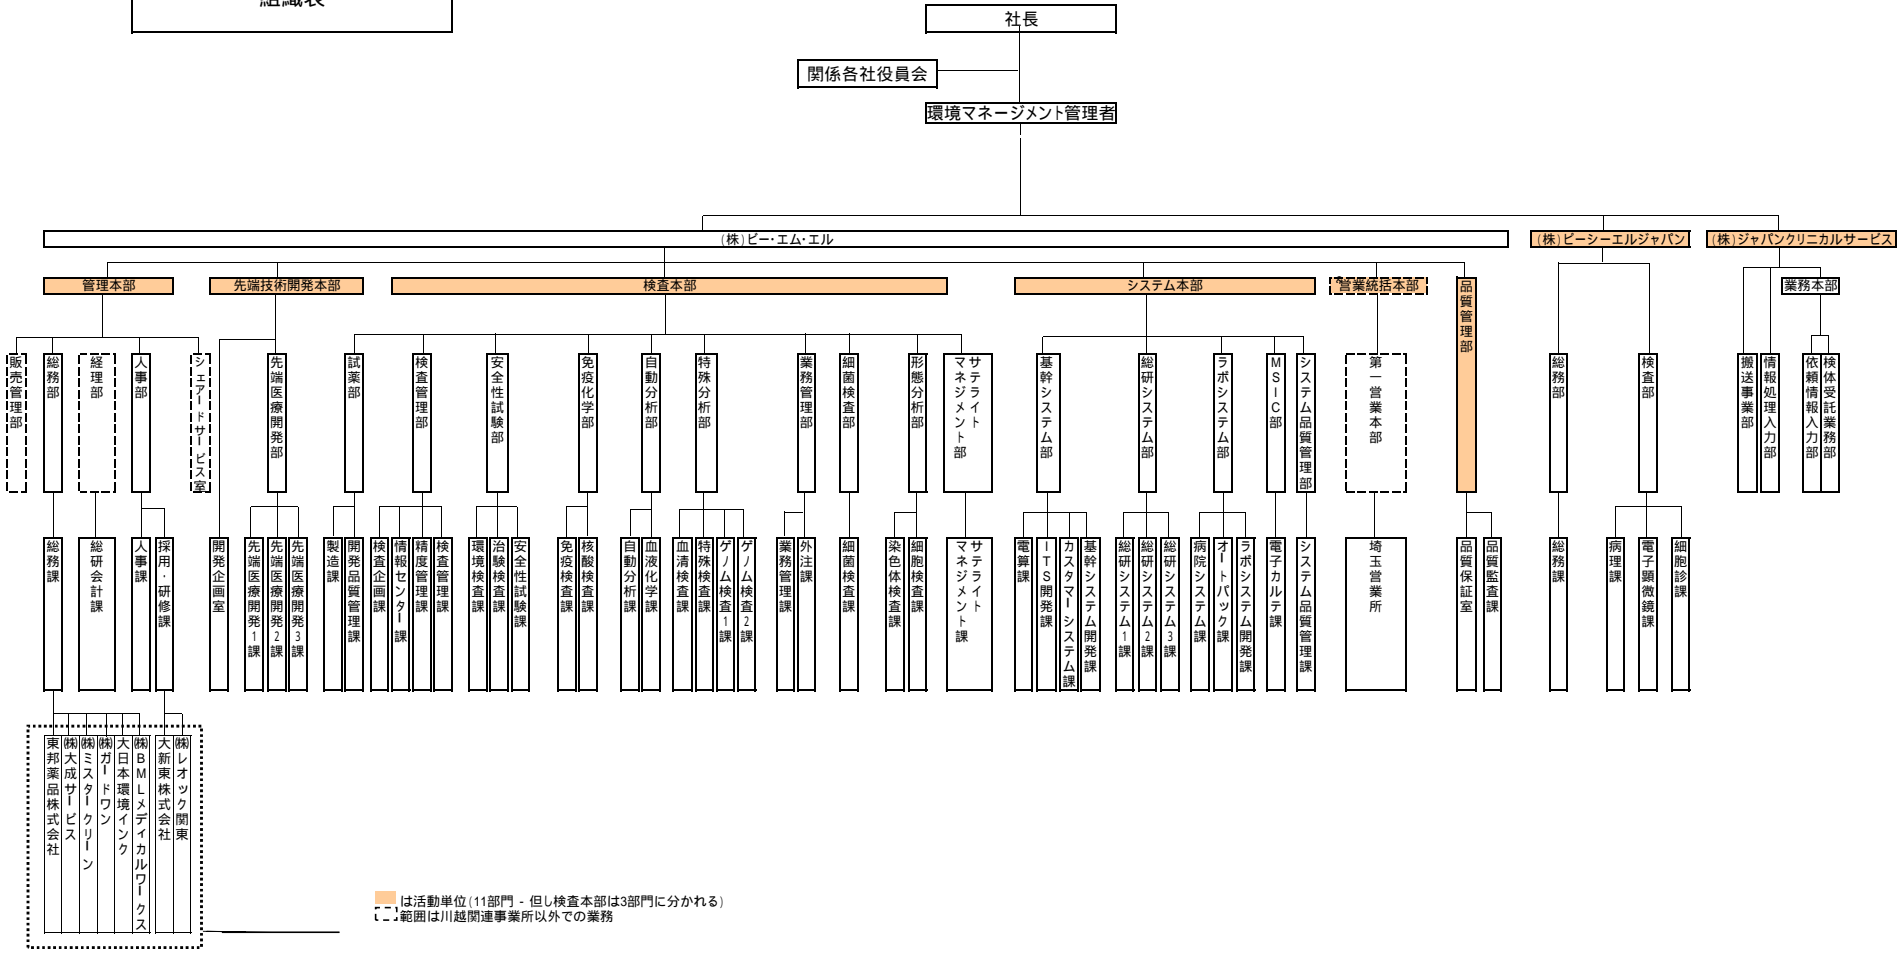 組織表
社長
関係各社役員会
環境マネージメント管理者
(株)ビー・エム・エル
(株)ピーシーエルジャパン
(株)ジャパンクリニカルサービス
管理本部
先端技術開発本部
検査本部
システム本部
営業統括本部
品質管理部
業務本部
販売管理部
総務部
経理部
人事部
シェアードサービス室
先端医療開発部
試薬部
検査管理部
安全性試験部
免疫化学部
自動分析部
特殊分析部
業務管理部
細菌検査部
形態分析部
サテライト
マネジメント部
基幹システム部
総研システム部
ラボシステム部
MSIC部
システム品質管理部
第一営業本部
総務部
検査部
搬送事業部
情報処理入力部
依頼情報入力部
検体受託業務部
総務課
総研会計課
人事課
採用・研修課
開発企画室
先端医療開発1課
先端医療開発2課
先端医療開発3課
製造課
開発品質管理課
検査企画課
情報センター課
精度管理課
検査管理課
環境検査課
治験検査課
安全性試験課
免疫検査課
核酸検査課
自動分析課
血液化学課
血清検査課
特殊検査課
ゲノム検査1課
ゲノム検査2課
業務管理課
外注課
細菌検査課
染色体検査課
細胞検査課
サテライト
マネジメント課
電算課
ITS開発課
カスタマーシステム課
基幹システム開発課
総研システム1課
総研システム2課
総研システム3課
病院システム課
オートパック課
ラボシステム開発課
電子カルテ課
システム品質管理課
埼玉営業所
品質保証室
品質監査課
総務課
病理課
電子顕微鏡課
細胞診課
東邦薬品株式会社
㈱大成サービス
㈱ミスタークリーン
㈱ガードワン
大日本環境インク
㈱BMLメディカルワークス
大新東株式会社
㈱レオック関東
は活動単位(11部門 - 但し検査本部は3部門に分かれる)
範囲は川越関連事業所以外での業務